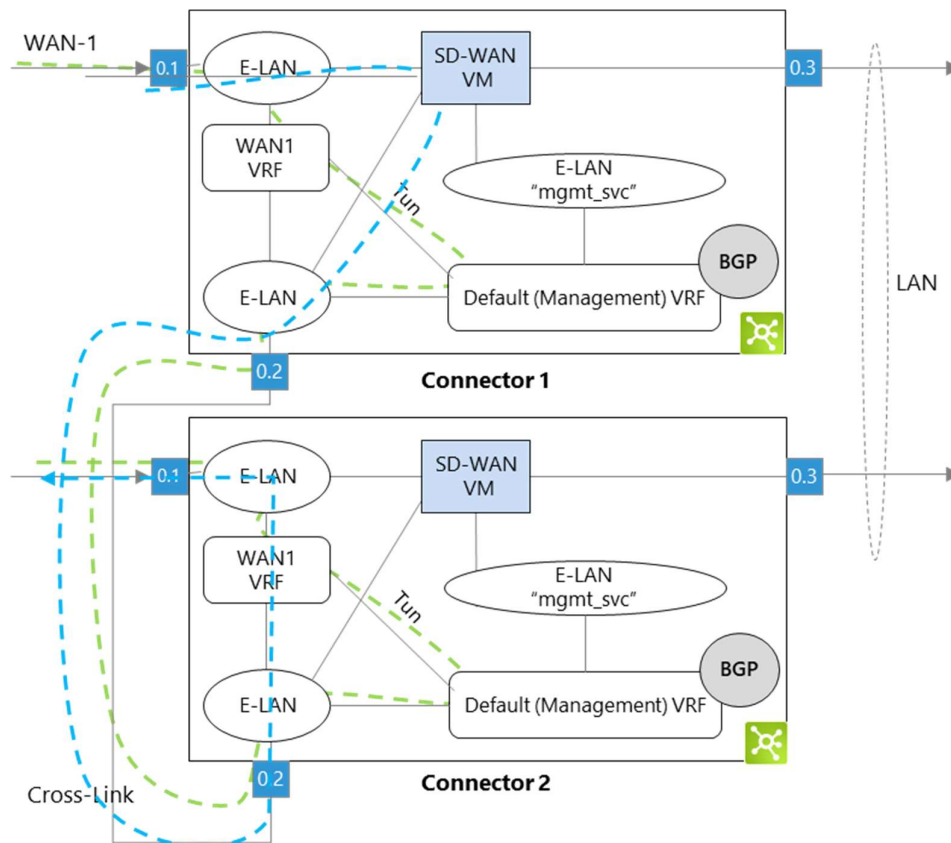 WAN-1
0.1
E-LAN
SD-WAN
VM
0.3
WAN1
VRF
Tun
E-LAN
"mgmt_svc"
BGP
E-LAN
Default (Management) VRF
LAN
0.2
Connector 1
0.1
E-LAN
SD-WAN
VM
0.3
WAN1
VRF
Tun
E-LAN
"mgmt_svc"
BGP
E-LAN
Default (Management) VRF
0.2
Connector 2
Cross-Link